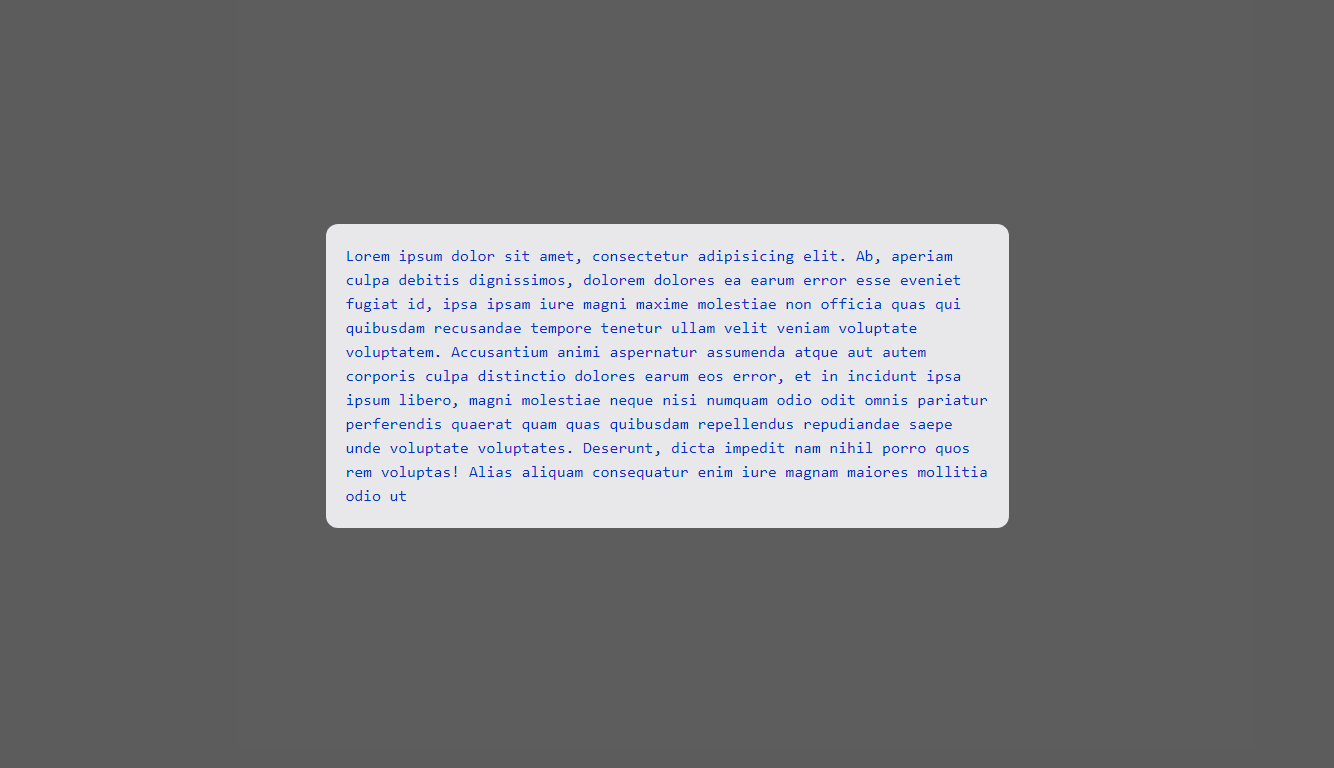 Lorem ipsum dolor sit amet, consectetur adipisicing elit. Ab, aperiam
culpa debitis dignissimos, dolorem dolores ea earum error esse eveniet
fugiat id, ipsa ipsam iure magni maxime molestiae non officia quas qui
quibusdam recusandae tempore tenetur ullam velit veniam voluptate
voluptatem. Accusantium animi aspernatur assumenda atque aut autem
corporis culpa distinctio dolores earum eos error, et in incidunt ipsa
ipsum libero, magni molestiae neque nisi numquam odio odit omnis pariatur
perferendis quaerat quam quas quibusdam repellendus repudiandae saepe
unde voluptate voluptates. Deserunt, dicta impedit nam nihil porro quos
rem voluptas! Alias aliquam consequatur enim iure magnam maiores mollitia
odio ut